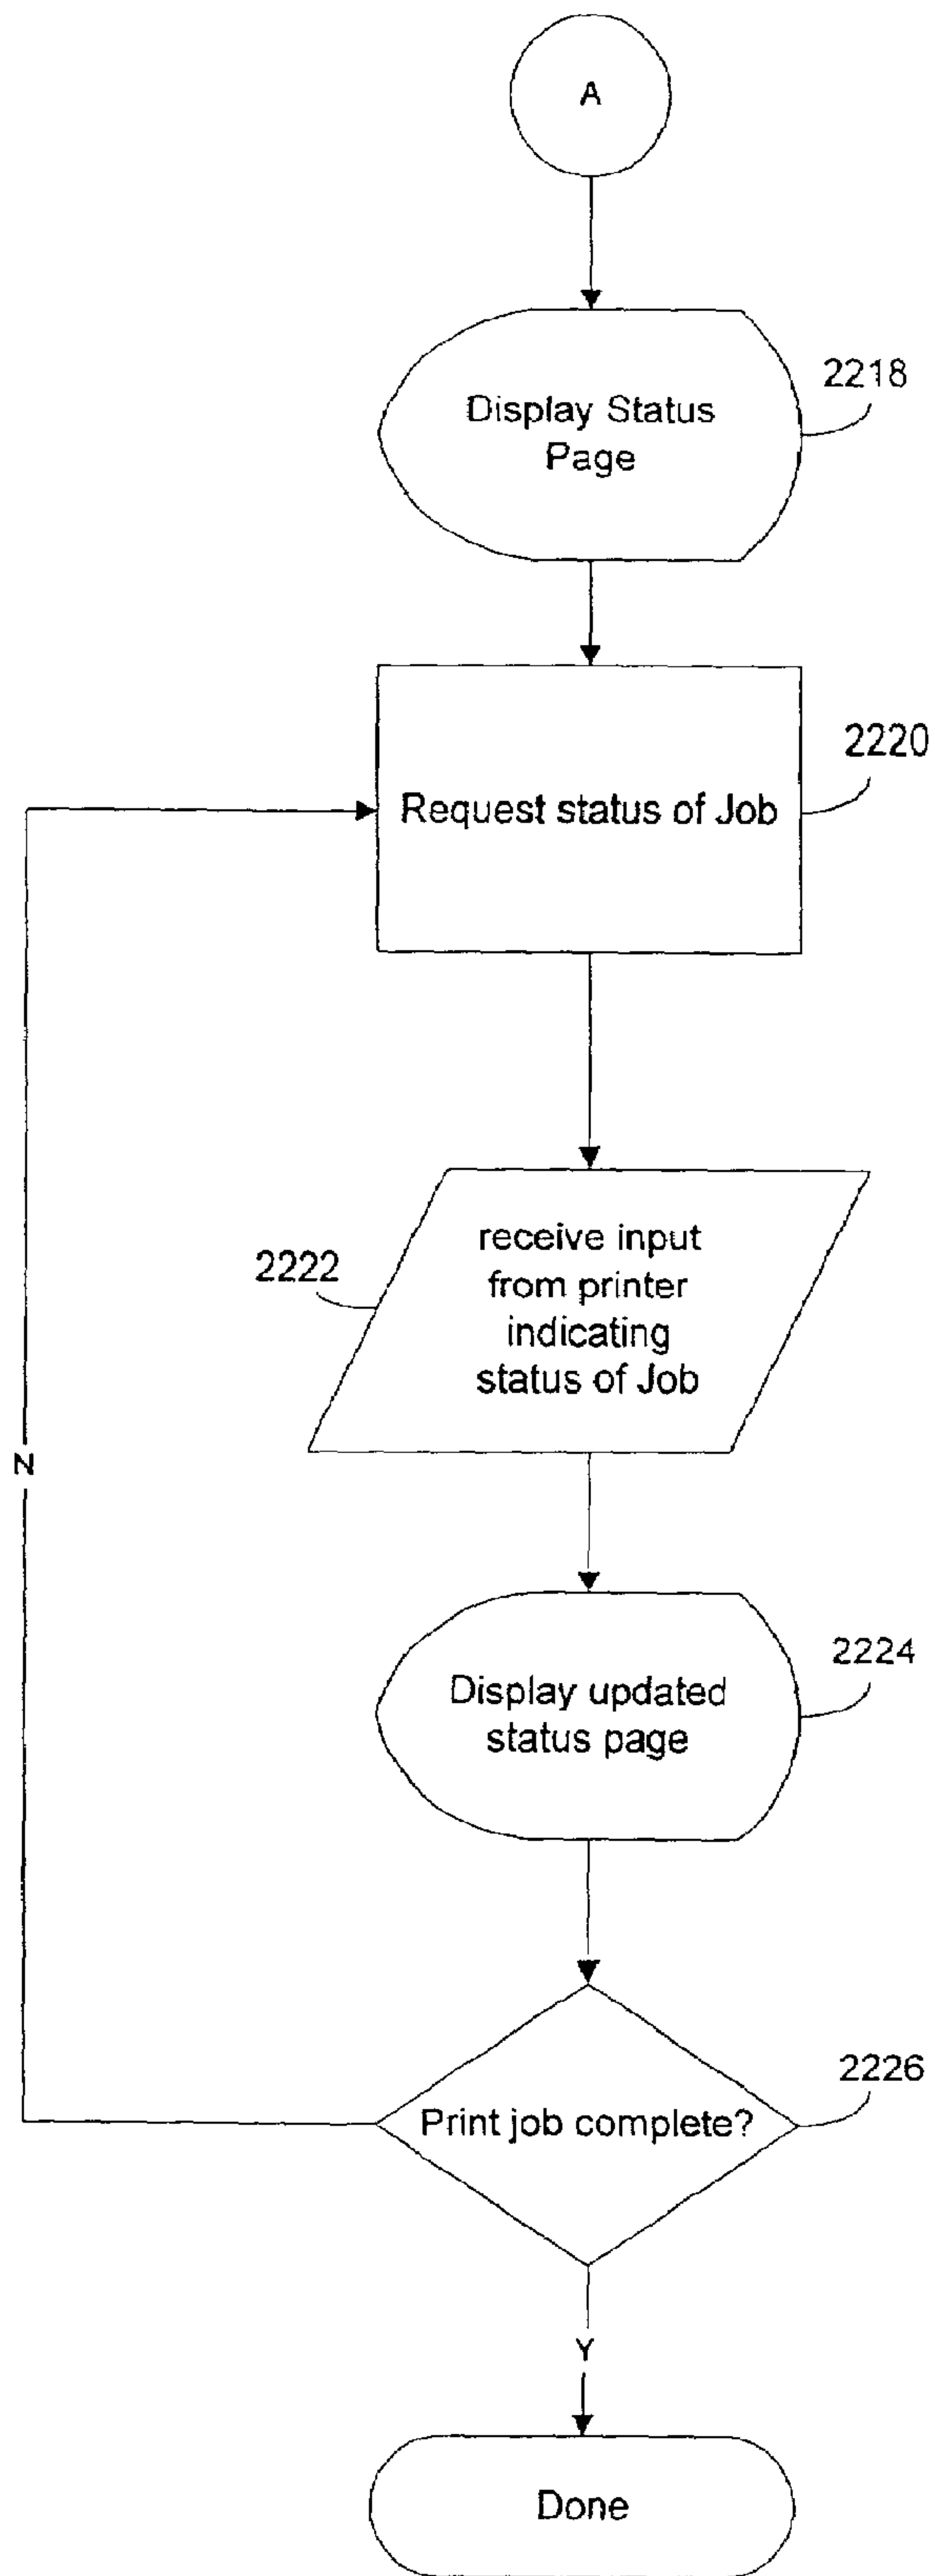 A
Display Status
Page
2218
Request status of Job
2220
receive input
from printer
indicating
status of Job
2222
Display updated
status page
2224
N
Print job complete?
2226
Y
Done